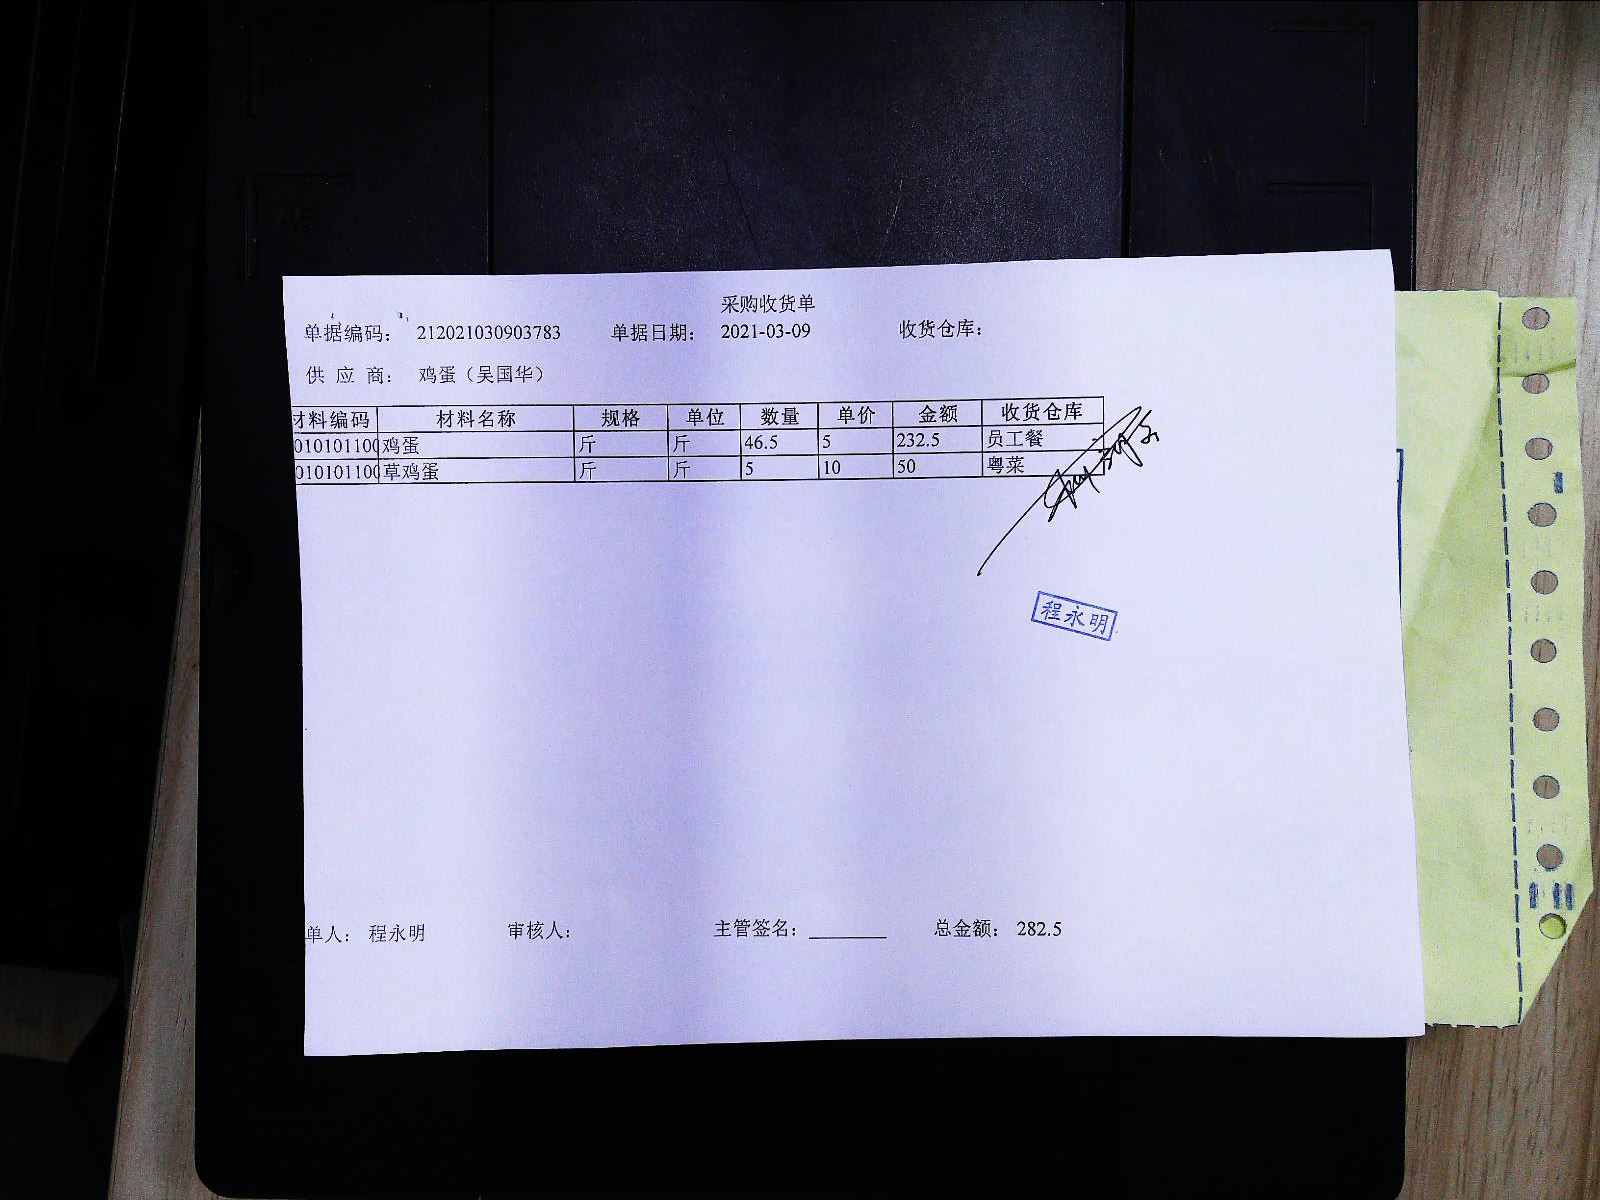 采购收货单
单据编码： 212021030903783 单据日期： 2021-03-09 收货仓库：
供 应 商： 鸡蛋（吴国华）
材料编码 材料名称 规格 单位 数量 单价 金额 收货仓库
010101100 鸡蛋 斤 斤 46.5 5 232.5 员工餐
010101100 草鸡蛋 斤 斤 5 10 50 粤菜
程永明
单人： 程永明 审核人： 主管签名： 总金额： 282.5